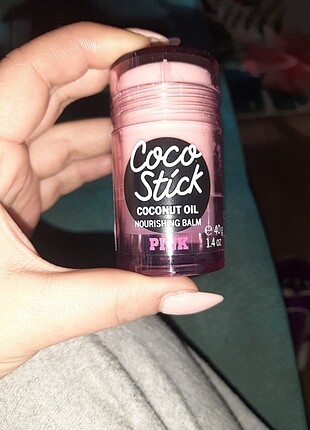 Coco
Stick
COCONUT OIL
NOURISHING BALM
PINK
℮ 40g
1.4 oz